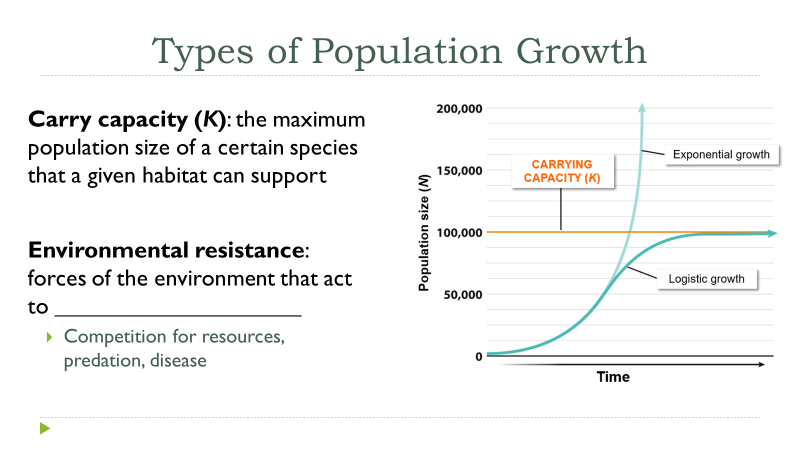 Types of Population Growth
Carry capacity (K): the maximum
population size of a certain species
that a given habitat can support
Environmental resistance:
forces of the environment that act
to ______________________
Competition for resources,
predation, disease
200,000
150,000
100,000
50,000
0
Population size (N)
CARRYING
CAPACITY (K)
Exponential growth
Logistic growth
Time